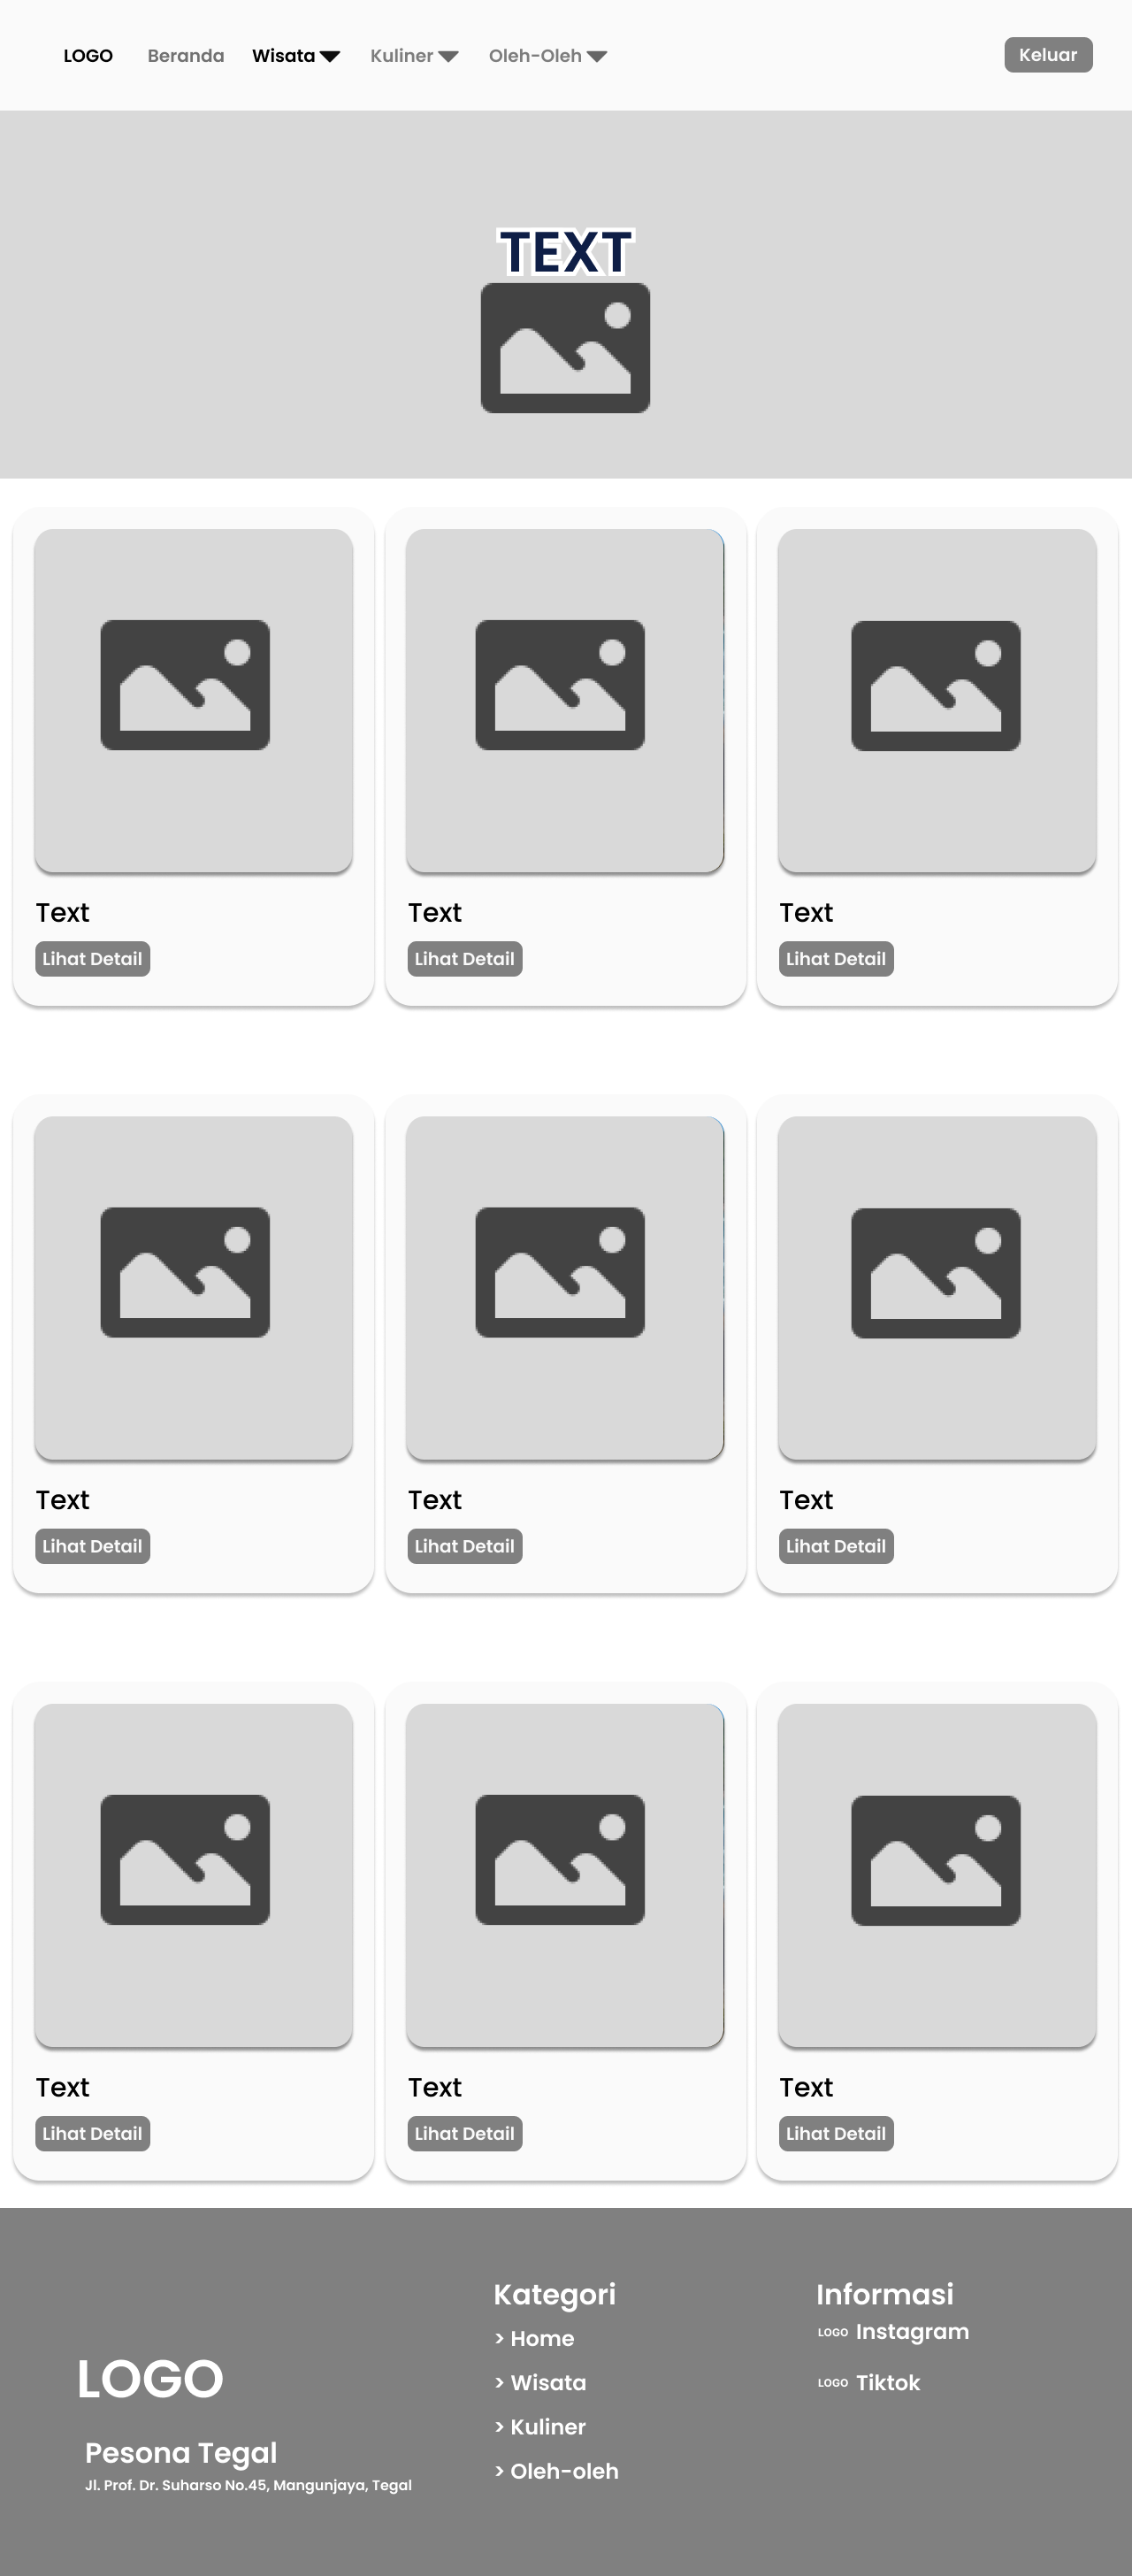 LOGO Beranda Wisata Kuliner Oleh-Oleh Keluar
TEXT
Text Text Text
Lihat Detail Lihat Detail Lihat Detail
Text Text Text
Lihat Detail Lihat Detail Lihat Detail
Text Text Text
Lihat Detail Lihat Detail Lihat Detail
LOGO
Pesona Tegal
Jl. Prof. Dr. Suharso No.45, Mangunjaya, Tegal
Kategori
> Home
> Wisata
> Kuliner
> Oleh-oleh
Informasi
LOGO Instagram
LOGO Tiktok